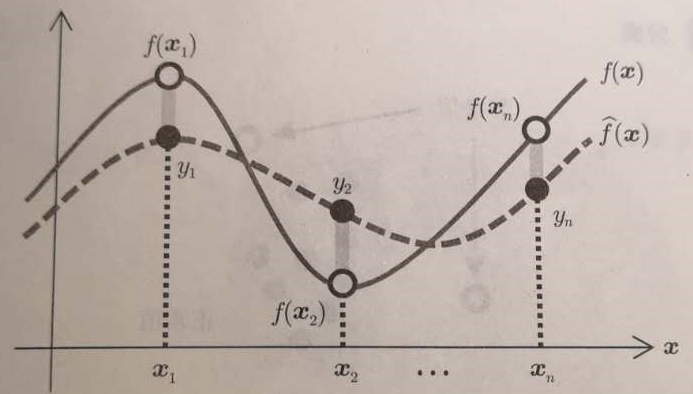 f(x₁)
f(x)
f(xₙ)
f̂(x)
y₁
y₂
yₙ
f(x₂)
x
x₁
x₂
⋯
xₙ